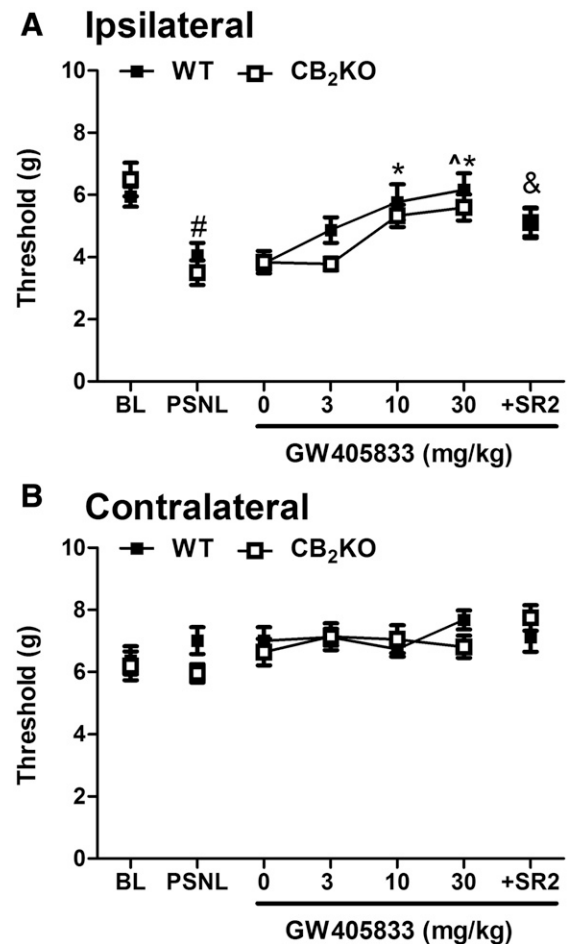 A Ipsilateral
WT CB₂KO
10
8
6
4
2
0
Threshold (g)
# * ^* &
BL PSNL 0 3 10 30 +SR2
GW405833 (mg/kg)
B Contralateral
WT CB₂KO
10
8
6
4
2
0
Threshold (g)
BL PSNL 0 3 10 30 +SR2
GW405833 (mg/kg)